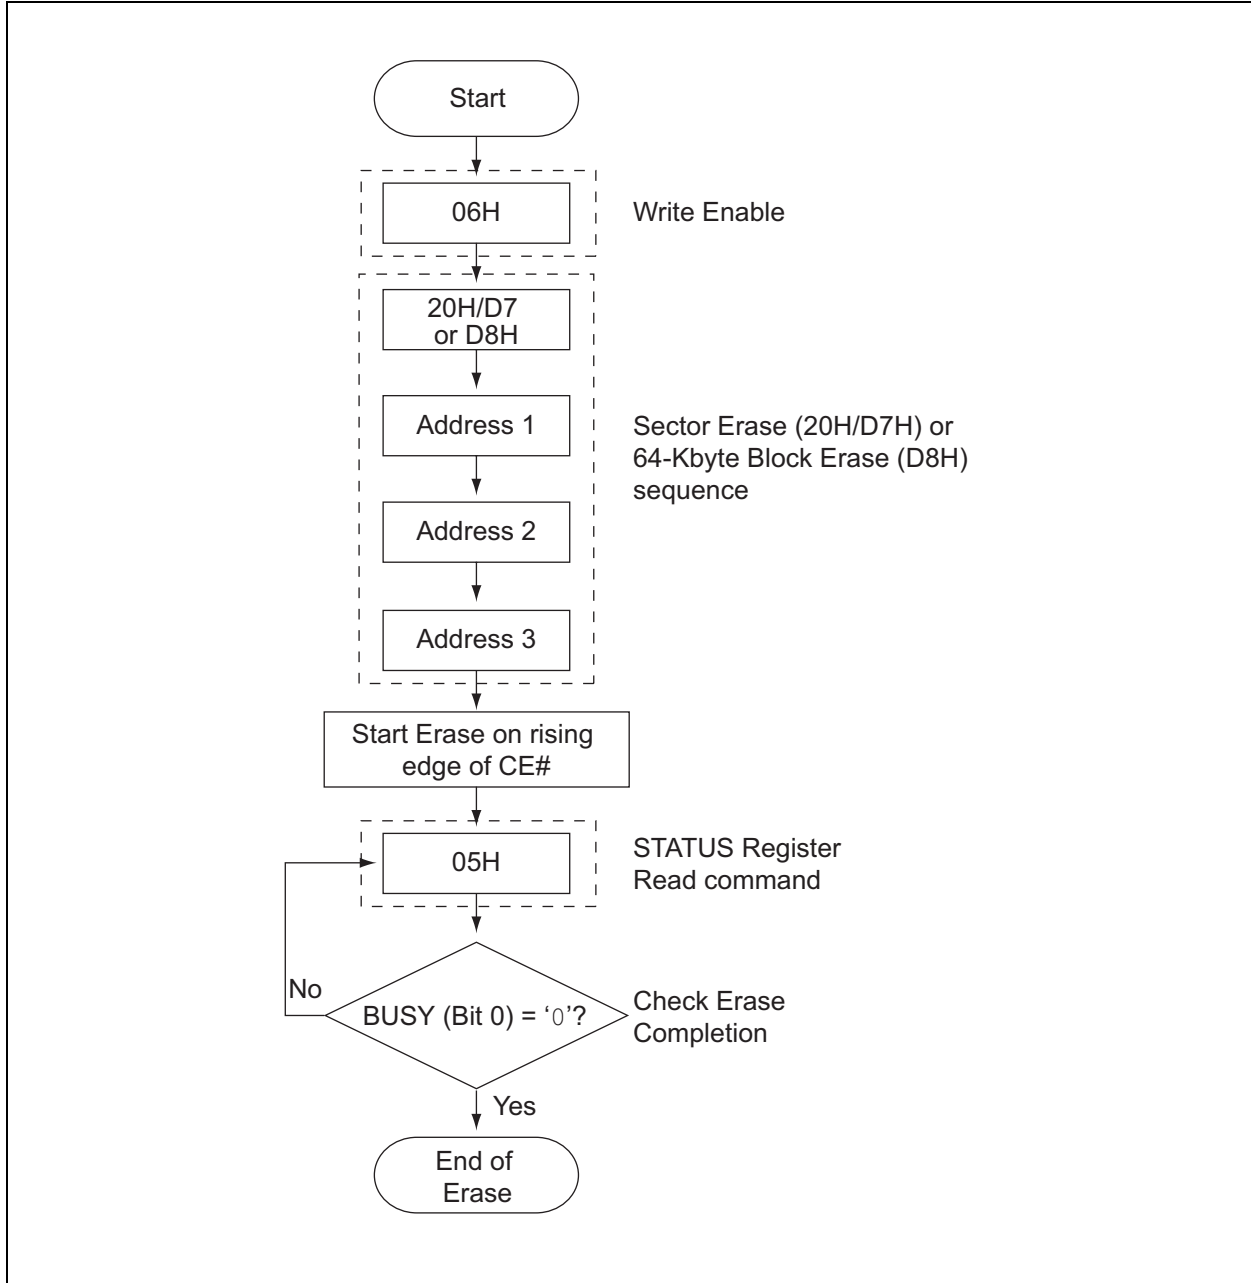 Start
06H
Write Enable
20H/D7
or D8H
Address 1
Sector Erase (20H/D7H) or
64-Kbyte Block Erase (D8H)
sequence
Address 2
Address 3
Start Erase on rising
edge of CE#
05H
STATUS Register
Read command
No
BUSY (Bit 0) = ‘0’?
Check Erase
Completion
Yes
End of
Erase